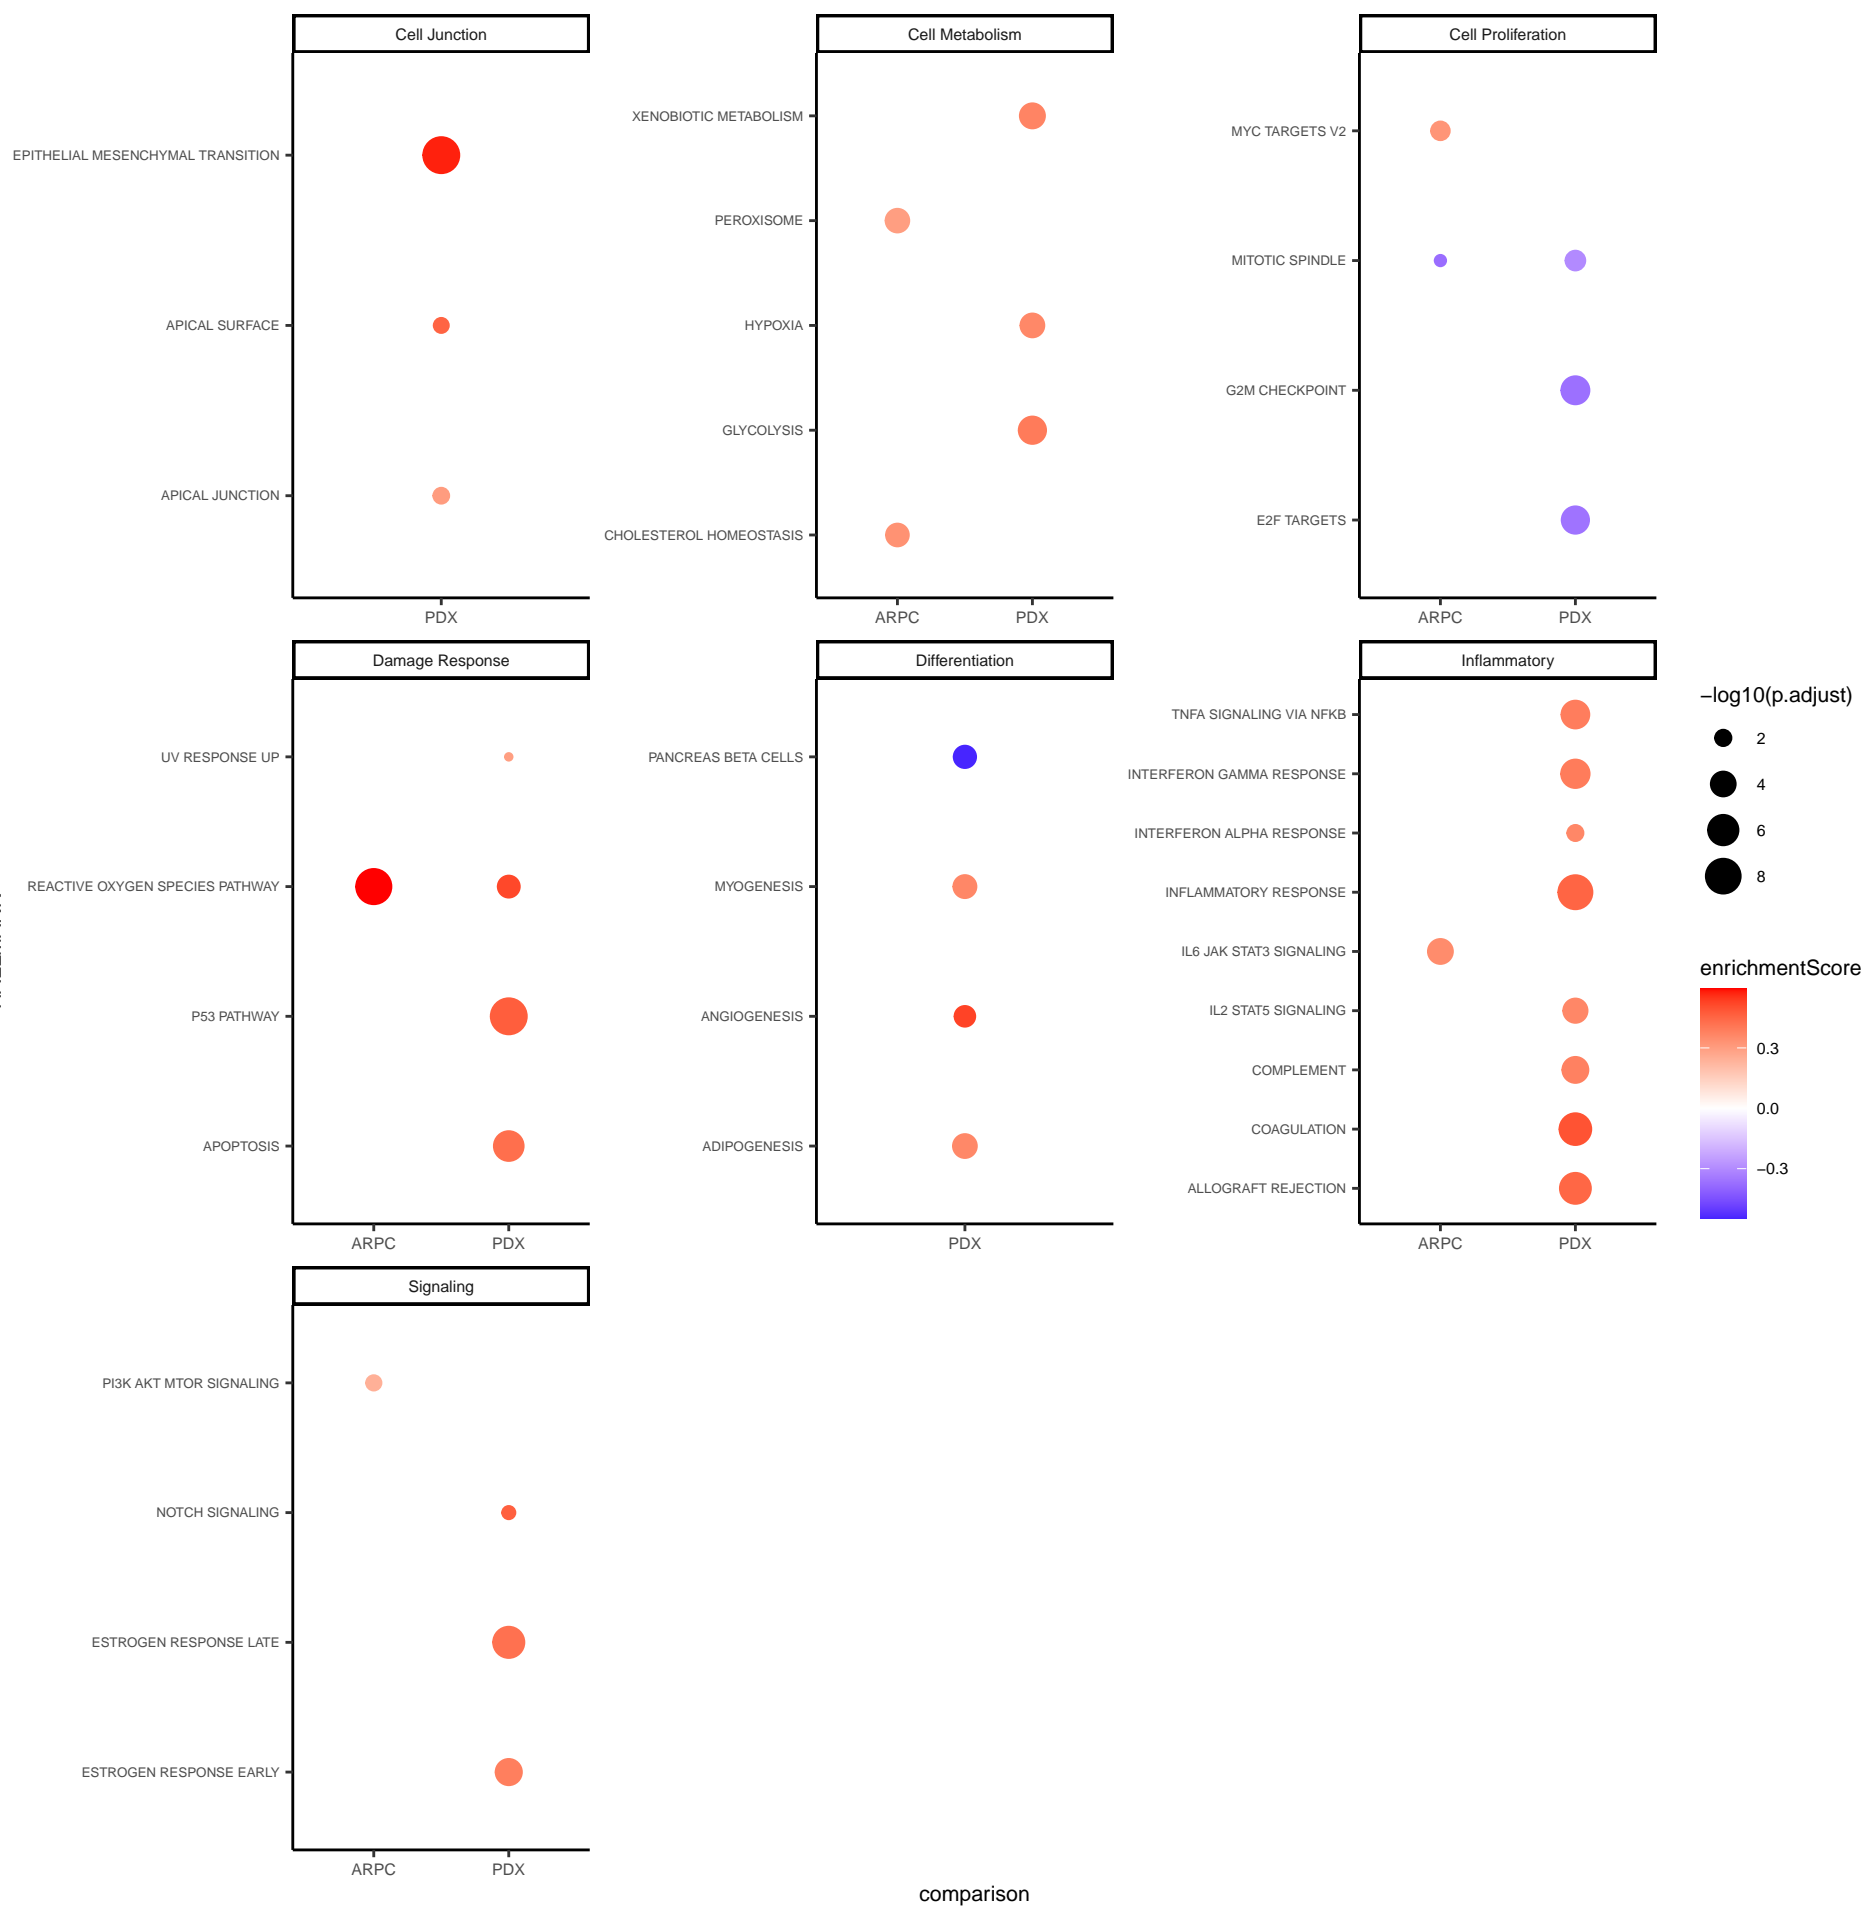 Cell Junction
Cell Metabolism
Cell Proliferation
EPITHELIAL MESENCHYMAL TRANSITION
APICAL SURFACE
APICAL JUNCTION
PDX
XENOBIOTIC METABOLISM
PEROXISOME
HYPOXIA
GLYCOLYSIS
CHOLESTEROL HOMEOSTASIS
ARPC
PDX
MYC TARGETS V2
MITOTIC SPINDLE
G2M CHECKPOINT
E2F TARGETS
ARPC
PDX
Damage Response
Differentiation
Inflammatory
UV RESPONSE UP
REACTIVE OXYGEN SPECIES PATHWAY
P53 PATHWAY
APOPTOSIS
ARPC
PDX
PANCREAS BETA CELLS
MYOGENESIS
ANGIOGENESIS
ADIPOGENESIS
PDX
TNFA SIGNALING VIA NFKB
INTERFERON GAMMA RESPONSE
INTERFERON ALPHA RESPONSE
INFLAMMATORY RESPONSE
IL6 JAK STAT3 SIGNALING
IL2 STAT5 SIGNALING
COMPLEMENT
COAGULATION
ALLOGRAFT REJECTION
ARPC
PDX
−log10(p.adjust)
2
4
6
8
enrichmentScore
0.3
0.0
−0.3
Signaling
PI3K AKT MTOR SIGNALING
NOTCH SIGNALING
ESTROGEN RESPONSE LATE
ESTROGEN RESPONSE EARLY
ARPC
PDX
comparison